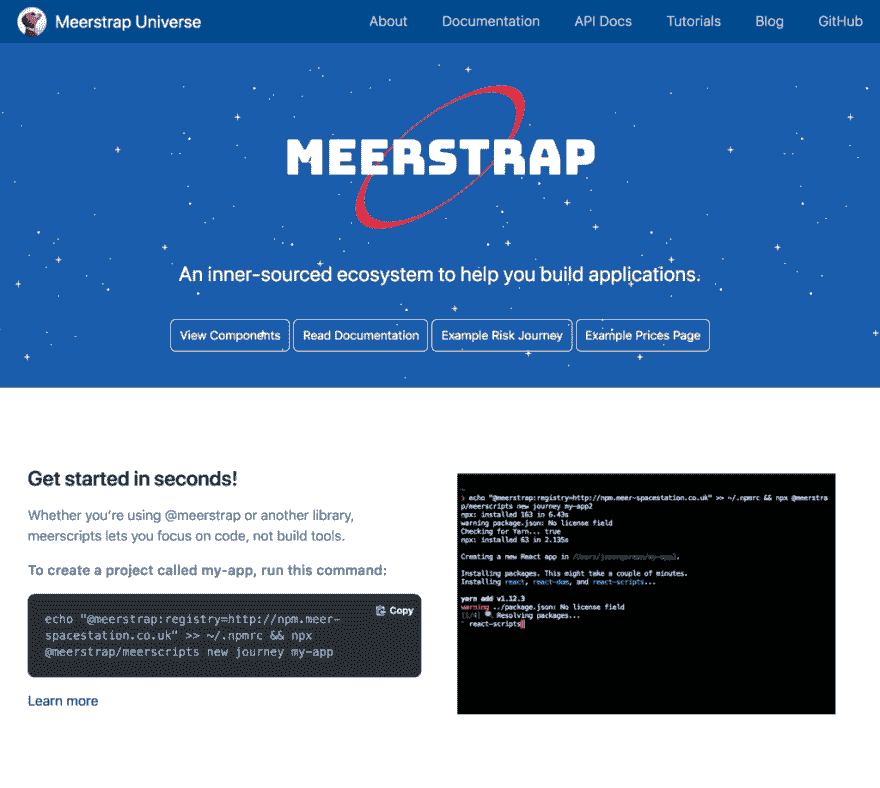 Meerstrap Universe
About
Documentation
API Docs
Tutorials
Blog
GitHub
MEERSTRAP
An inner-sourced ecosystem to help you build applications.
View Components
Read Documentation
Example Risk Journey
Example Prices Page
Get started in seconds!
Whether you're using @meerstrap or another library,
meerscripts lets you focus on code, not build tools.
To create a project called my-app, run this command:
Copy
echo "@meerstrap:registry=http://npm.meer-
spacestation.co.uk" >> ~/.npmrc && npx
@meerstrap/meerscripts new journey my-app
Learn more
~
❯ echo "@meerstrap:registry=http://npm.meer-spacestation.co.uk" >> ~/.npmrc && npx @meerstra
p/meerscripts new journey my-app2
npx: installed 163 in 6.43s
warning package.json: No license field
Checking for Yarn... true
npx: installed 63 in 2.135s
Creating a new React app in
Installing packages. This might take a couple of minutes.
Installing react, react-dom, and react-scripts...
yarn add v1.12.3
warning ../package.json: No license field
[1/4] Resolving packages...
react-scripts